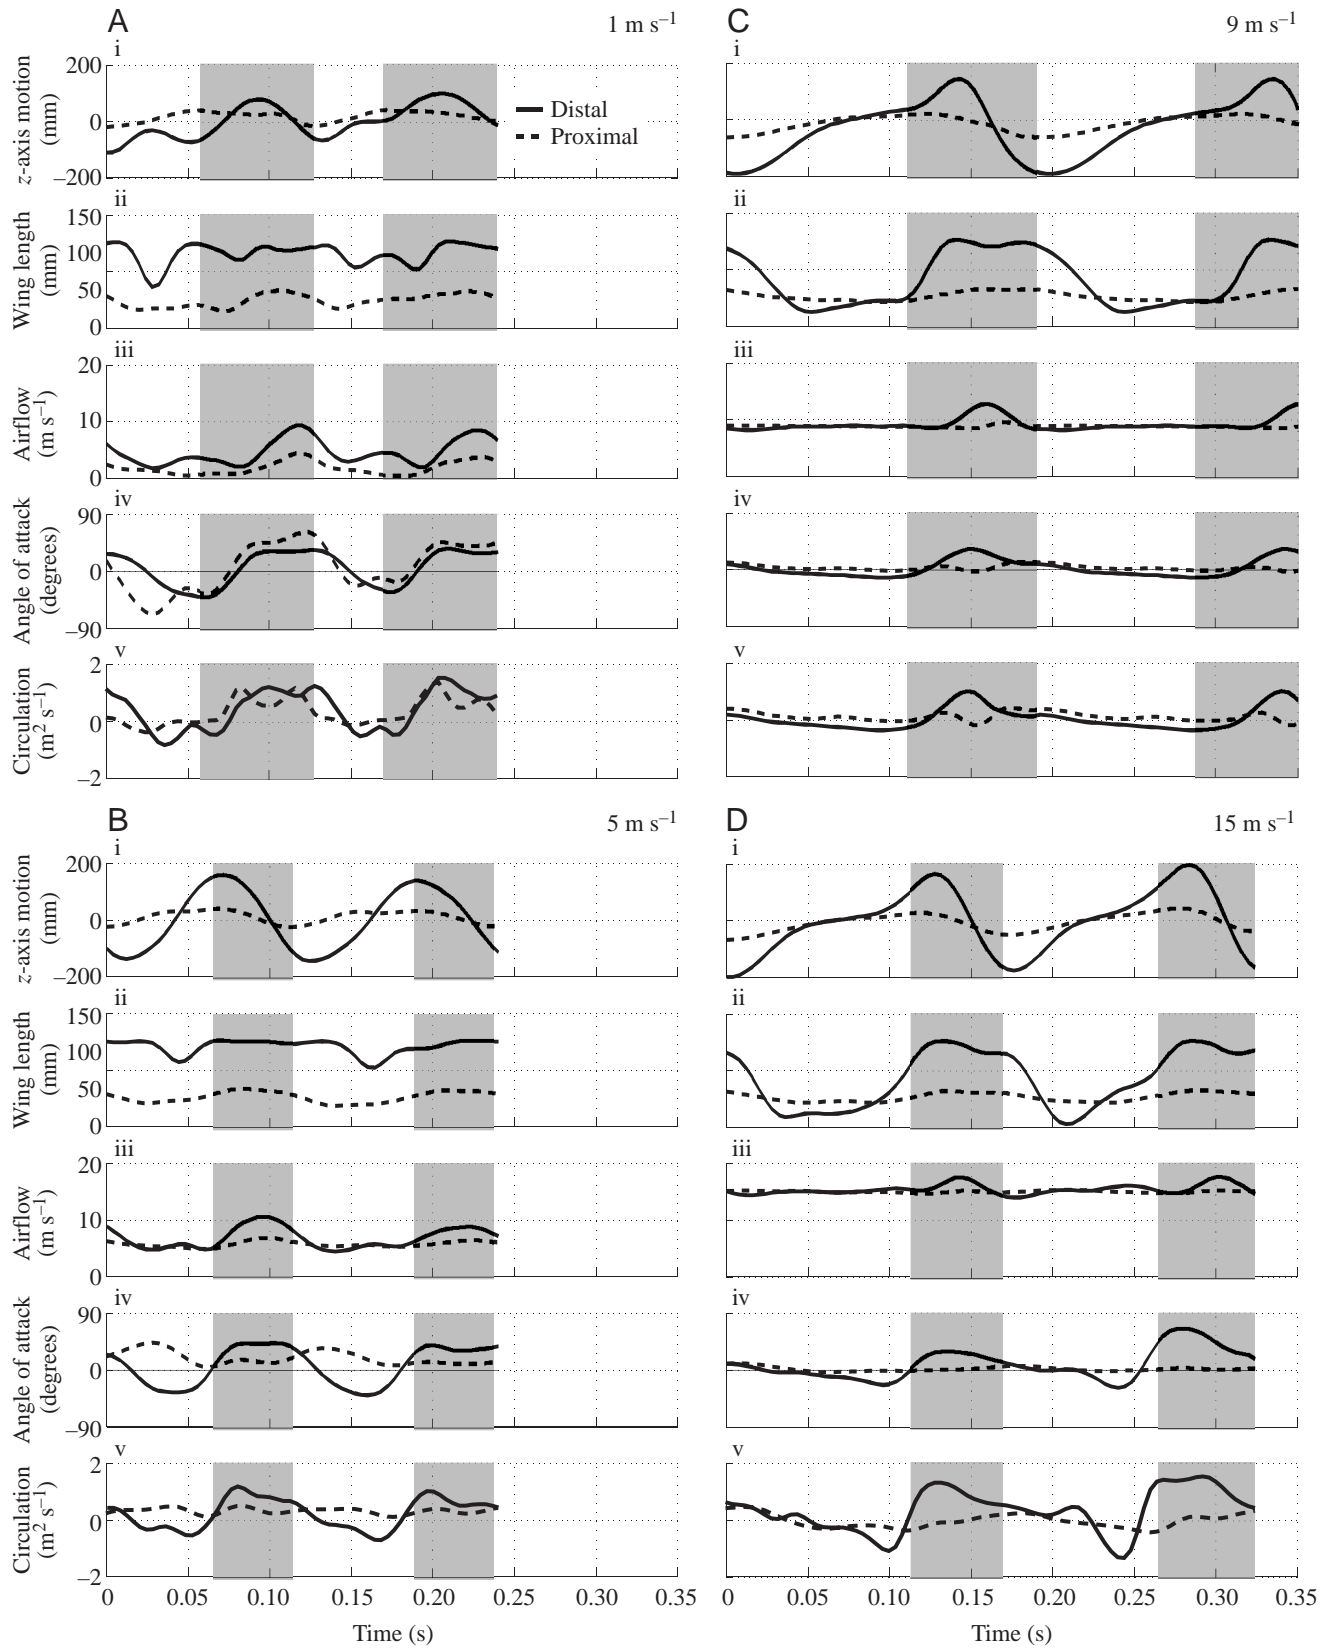 A
1 m s–1
i
z-axis motion
(mm)
200
0
–200
Distal
Proximal
ii
Wing length
(mm)
150
100
50
0
iii
Airflow
(m s–1)
20
10
0
iv
Angle of attack
(degrees)
90
0
–90
v
Circulation
(m2 s–1)
2
0
–2
B
5 m s–1
i
z-axis motion
(mm)
200
0
–200
ii
Wing length
(mm)
150
100
50
0
iii
Airflow
(m s–1)
20
10
0
iv
Angle of attack
(degrees)
90
0
–90
v
Circulation
(m2 s–1)
2
0
–2
0 0.05 0.10 0.15 0.20 0.25 0.30 0.35
Time (s)
C
9 m s–1
i
ii
iii
iv
v
D
15 m s–1
i
ii
iii
iv
v
0 0.05 0.10 0.15 0.20 0.25 0.30 0.35
Time (s)